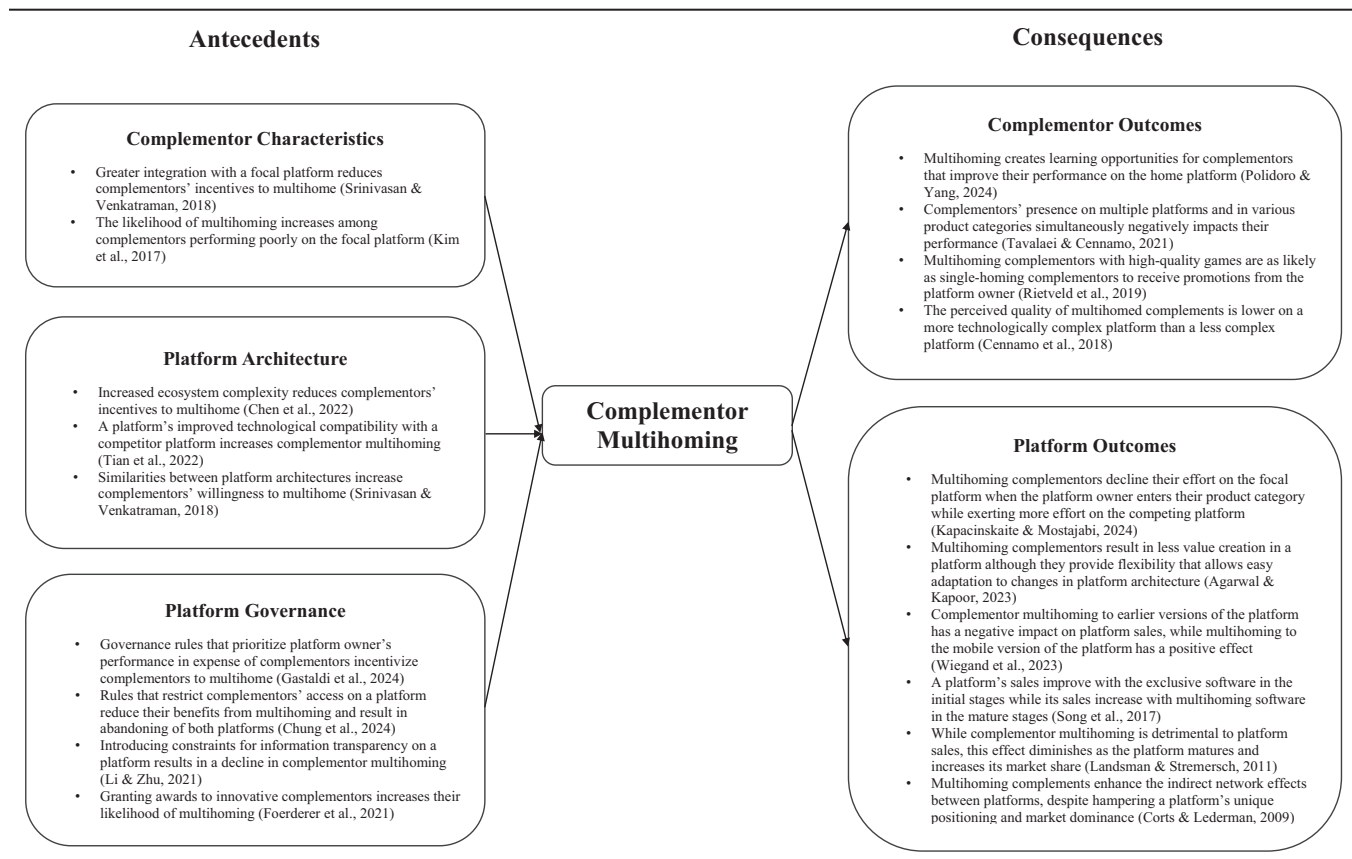 Antecedents
Complementor Characteristics
• Greater integration with a focal platform reduces
complementors' incentives to multihome (Srinivasan &
Venkatraman, 2018)
• The likelihood of multihoming increases among
complementors performing poorly on the focal platform (Kim
et al., 2017)
Platform Architecture
• Increased ecosystem complexity reduces complementors'
incentives to multihome (Chen et al., 2022)
• A platform's improved technological compatibility with a
competitor platform increases complementor multihoming
(Tian et al., 2022)
• Similarities between platform architectures increase
complementors' willingness to multihome (Srinivasan &
Venkatraman, 2018)
Platform Governance
• Governance rules that prioritize platform owner's
performance in expense of complementors incentivize
complementors to multihome (Gastaldi et al., 2024)
• Rules that restrict complementors' access on a platform
reduce their benefits from multihoming and result in
abandoning of both platforms (Chung et al., 2024)
• Introducing constraints for information transparency on a
platform results in a decline in complementor multihoming
(Li & Zhu, 2021)
• Granting awards to innovative complementors increases their
likelihood of multihoming (Foerderer et al., 2021)
Complementor
Multihoming
Consequences
Complementor Outcomes
• Multihoming creates learning opportunities for complementors
that improve their performance on the home platform (Polidoro &
Yang, 2024)
• Complementors' presence on multiple platforms and in various
product categories simultaneously negatively impacts their
performance (Tavalaei & Cennamo, 2021)
• Multihoming complementors with high-quality games are as likely
as single-homing complementors to receive promotions from the
platform owner (Rietveld et al., 2019)
• The perceived quality of multihomed complements is lower on a
more technologically complex platform than a less complex
platform (Cennamo et al., 2018)
Platform Outcomes
• Multihoming complementors decline their effort on the focal
platform when the platform owner enters their product category
while exerting more effort on the competing platform
(Kapacinskaite & Mostajabi, 2024)
• Multihoming complementors result in less value creation in a
platform although they provide flexibility that allows easy
adaptation to changes in platform architecture (Agarwal &
Kapoor, 2023)
• Complementor multihoming to earlier versions of the platform
has a negative impact on platform sales, while multihoming to
the mobile version of the platform has a positive effect
(Wiegand et al., 2023)
• A platform's sales improve with the exclusive software in the
initial stages while its sales increase with multihoming software
in the mature stages (Song et al., 2017)
• While complementor multihoming is detrimental to platform
sales, this effect diminishes as the platform matures and
increases its market share (Landsman & Stremersch, 2011)
• Multihoming complements enhance the indirect network effects
between platforms, despite hampering a platform's unique
positioning and market dominance (Corts & Lederman, 2009)